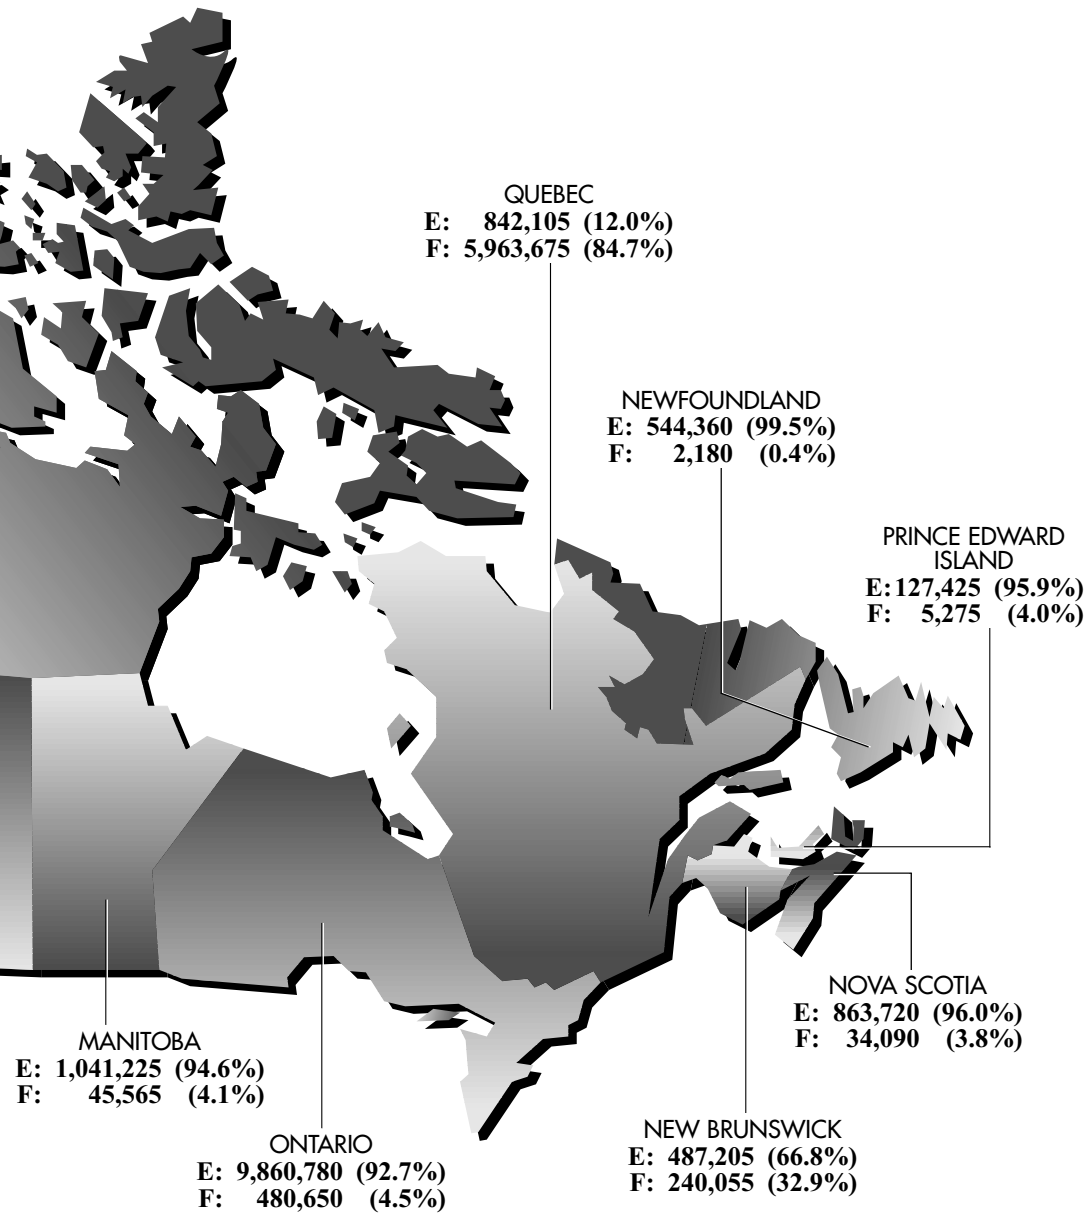 QUEBEC
E: 842,105 (12.0%)
F: 5,963,675 (84.7%)
NEWFOUNDLAND
E: 544,360 (99.5%)
F: 2,180 (0.4%)
PRINCE EDWARD
ISLAND
E: 127,425 (95.9%)
F: 5,275 (4.0%)
NOVA SCOTIA
E: 863,720 (96.0%)
F: 34,090 (3.8%)
MANITOBA
E: 1,041,225 (94.6%)
F: 45,565 (4.1%)
NEW BRUNSWICK
E: 487,205 (66.8%)
F: 240,055 (32.9%)
ONTARIO
E: 9,860,780 (92.7%)
F: 480,650 (4.5%)